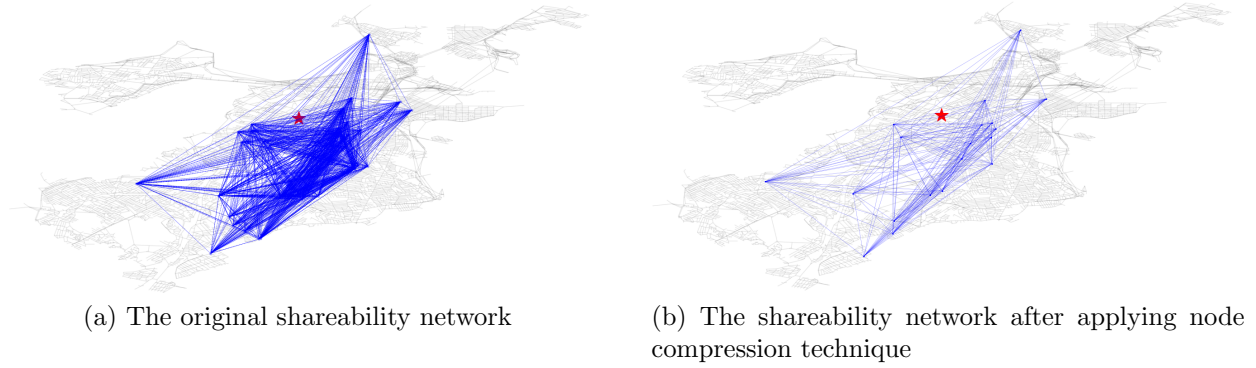 (a) The original shareability network
(b) The shareability network after applying node
compression technique